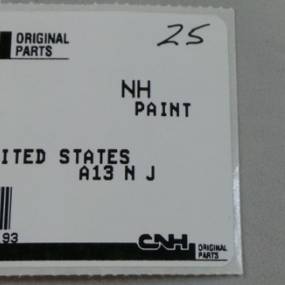 ORIGINAL
PARTS
25
NH
PAINT
ITED STATES
A13 N J
93
CNH ORIGINAL
PARTS